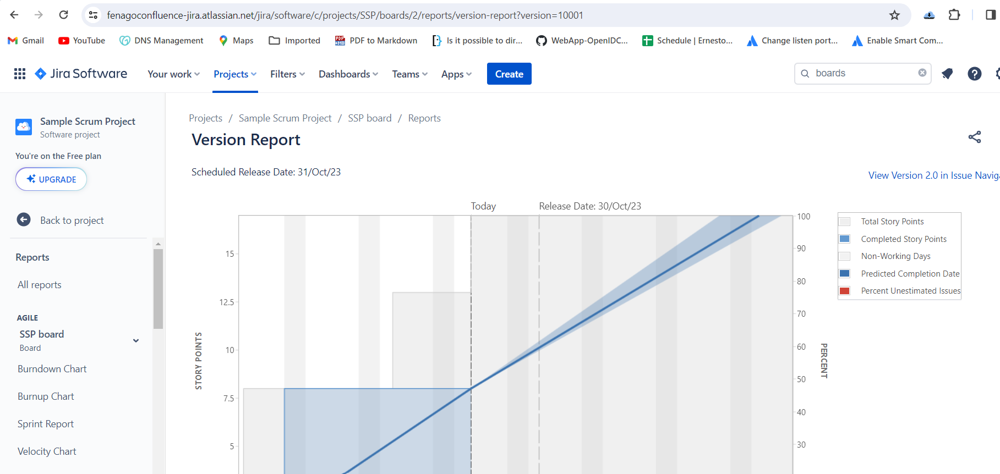 fenagoconfluence-jira.atlassian.net/jira/software/c/projects/SSP/boards/2/reports/version-report?version=10001
Gmail YouTube DNS Management Maps Imported PDF to Markdown Is it possible to dir... WebApp-OpenIDC... Schedule | Ernesto... Change listen port... Enable Smart Com...
Jira Software Your work Projects Filters Dashboards Teams Apps Create boards
Sample Scrum Project
Software project
You're on the Free plan
UPGRADE
Back to project
Reports
All reports
AGILE
SSP board
Board
Burndown Chart
Burnup Chart
Sprint Report
Velocity Chart
Projects / Sample Scrum Project / SSP board / Reports
Version Report
Scheduled Release Date: 31/Oct/23
View Version 2.0 in Issue Naviga
Today
Release Date: 30/Oct/23
15
12.5
10
7.5
5
STORY POINTS
100
90
80
70
60
50
40
30
PERCENT
Total Story Points
Completed Story Points
Non-Working Days
Predicted Completion Date
Percent Unestimated Issues